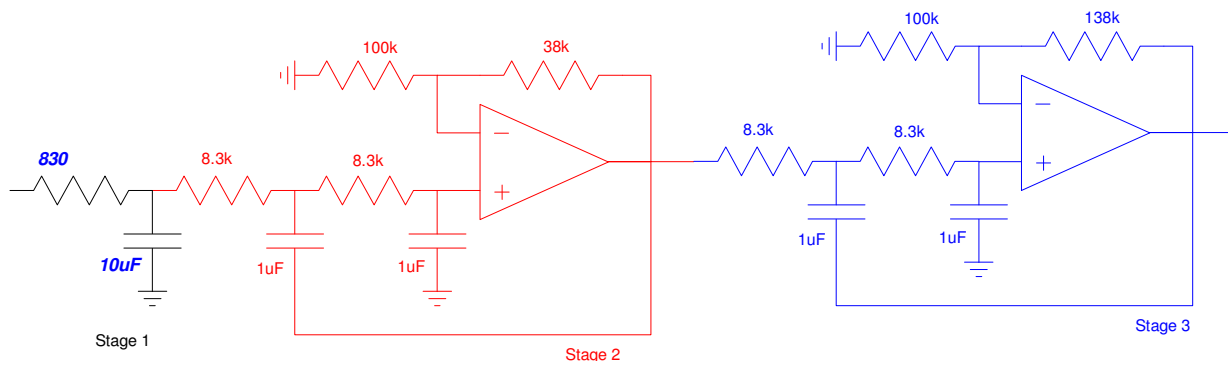 100k
138k
100k
38k
8.3k
8.3k
830
8.3k
8.3k
1uF
1uF
10uF
1uF
1uF
Stage 3
Stage 1
Stage 2